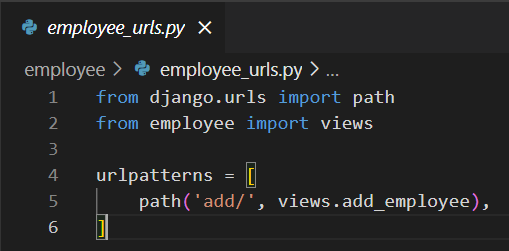 employee_urls.py ×
employee > employee_urls.py > ...
1 from django.urls import path
2 from employee import views
3
4 urlpatterns = [
5     path('add/', views.add_employee),
6 ]